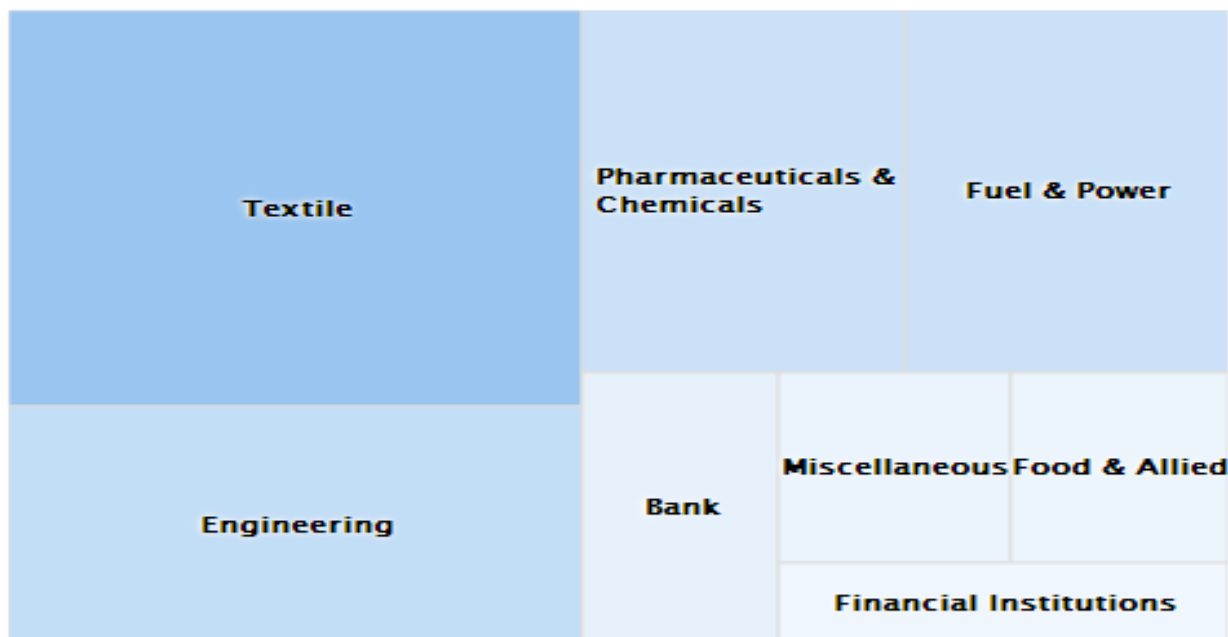 Textile
Pharmaceuticals &
Chemicals
Fuel & Power
Engineering
Bank
Miscellaneous
Food & Allied
Financial Institutions